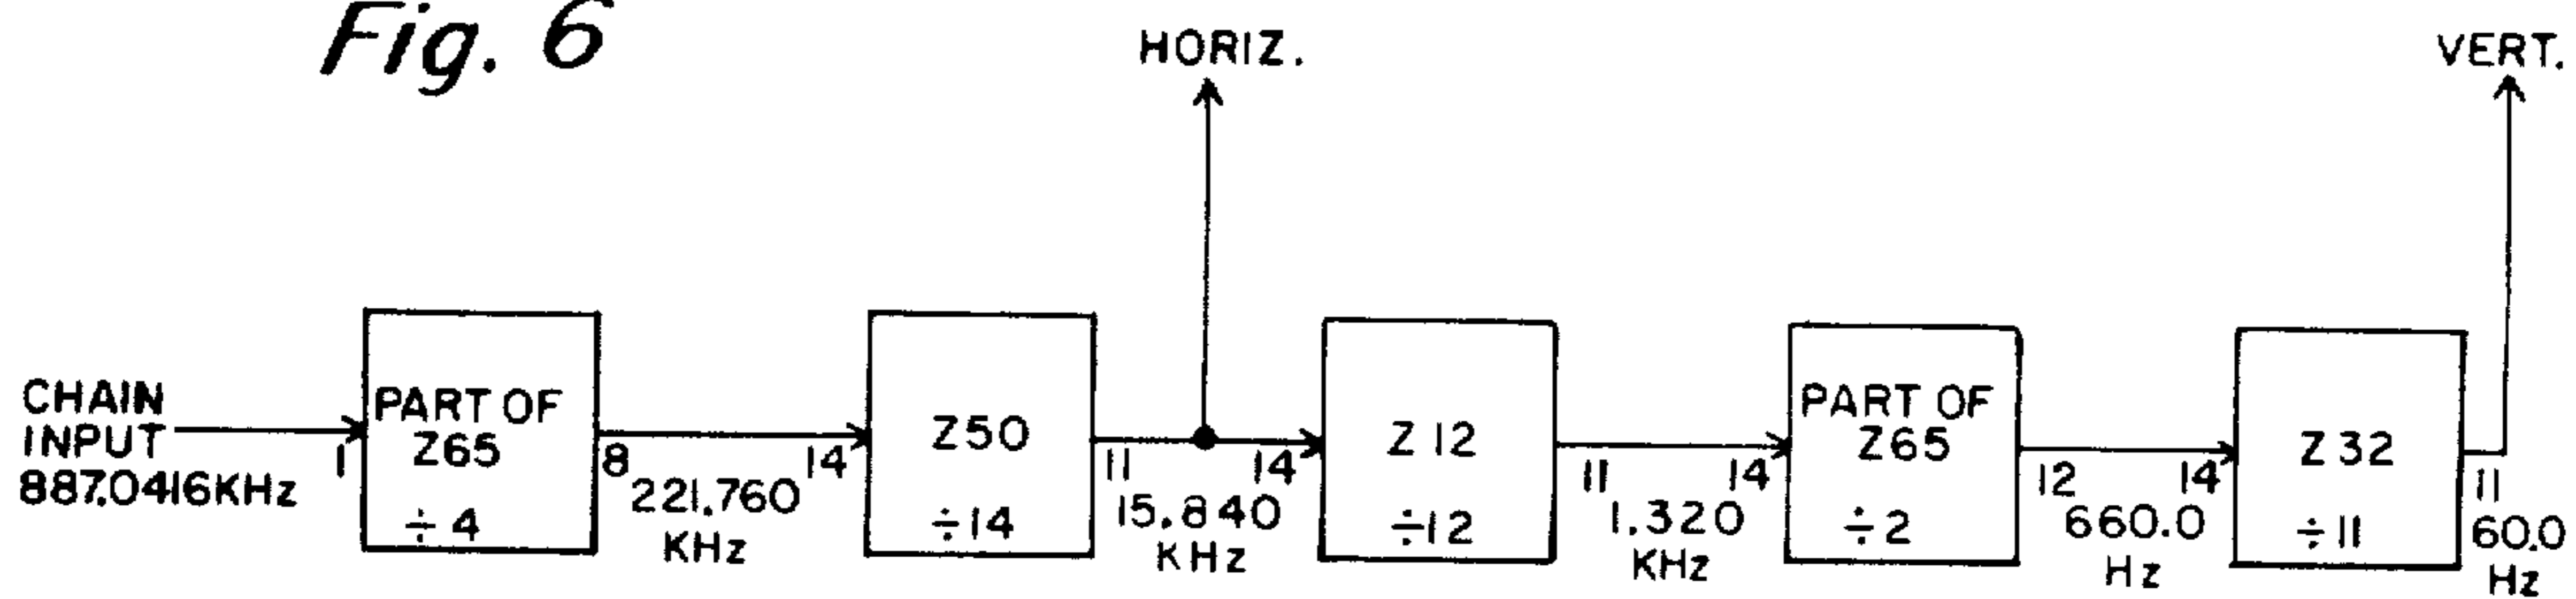 Fig. 6
HORIZ.
VERT.
CHAIN
INPUT
887.0416KHz
1
PART OF
Z65
÷4
8
221.760
KHz
14
Z50
÷14
11
15.840
KHz
14
Z12
÷12
11
1.320
KHz
14
PART OF
Z65
÷2
12
660.0
Hz
14
Z32
÷11
11
60.0
Hz